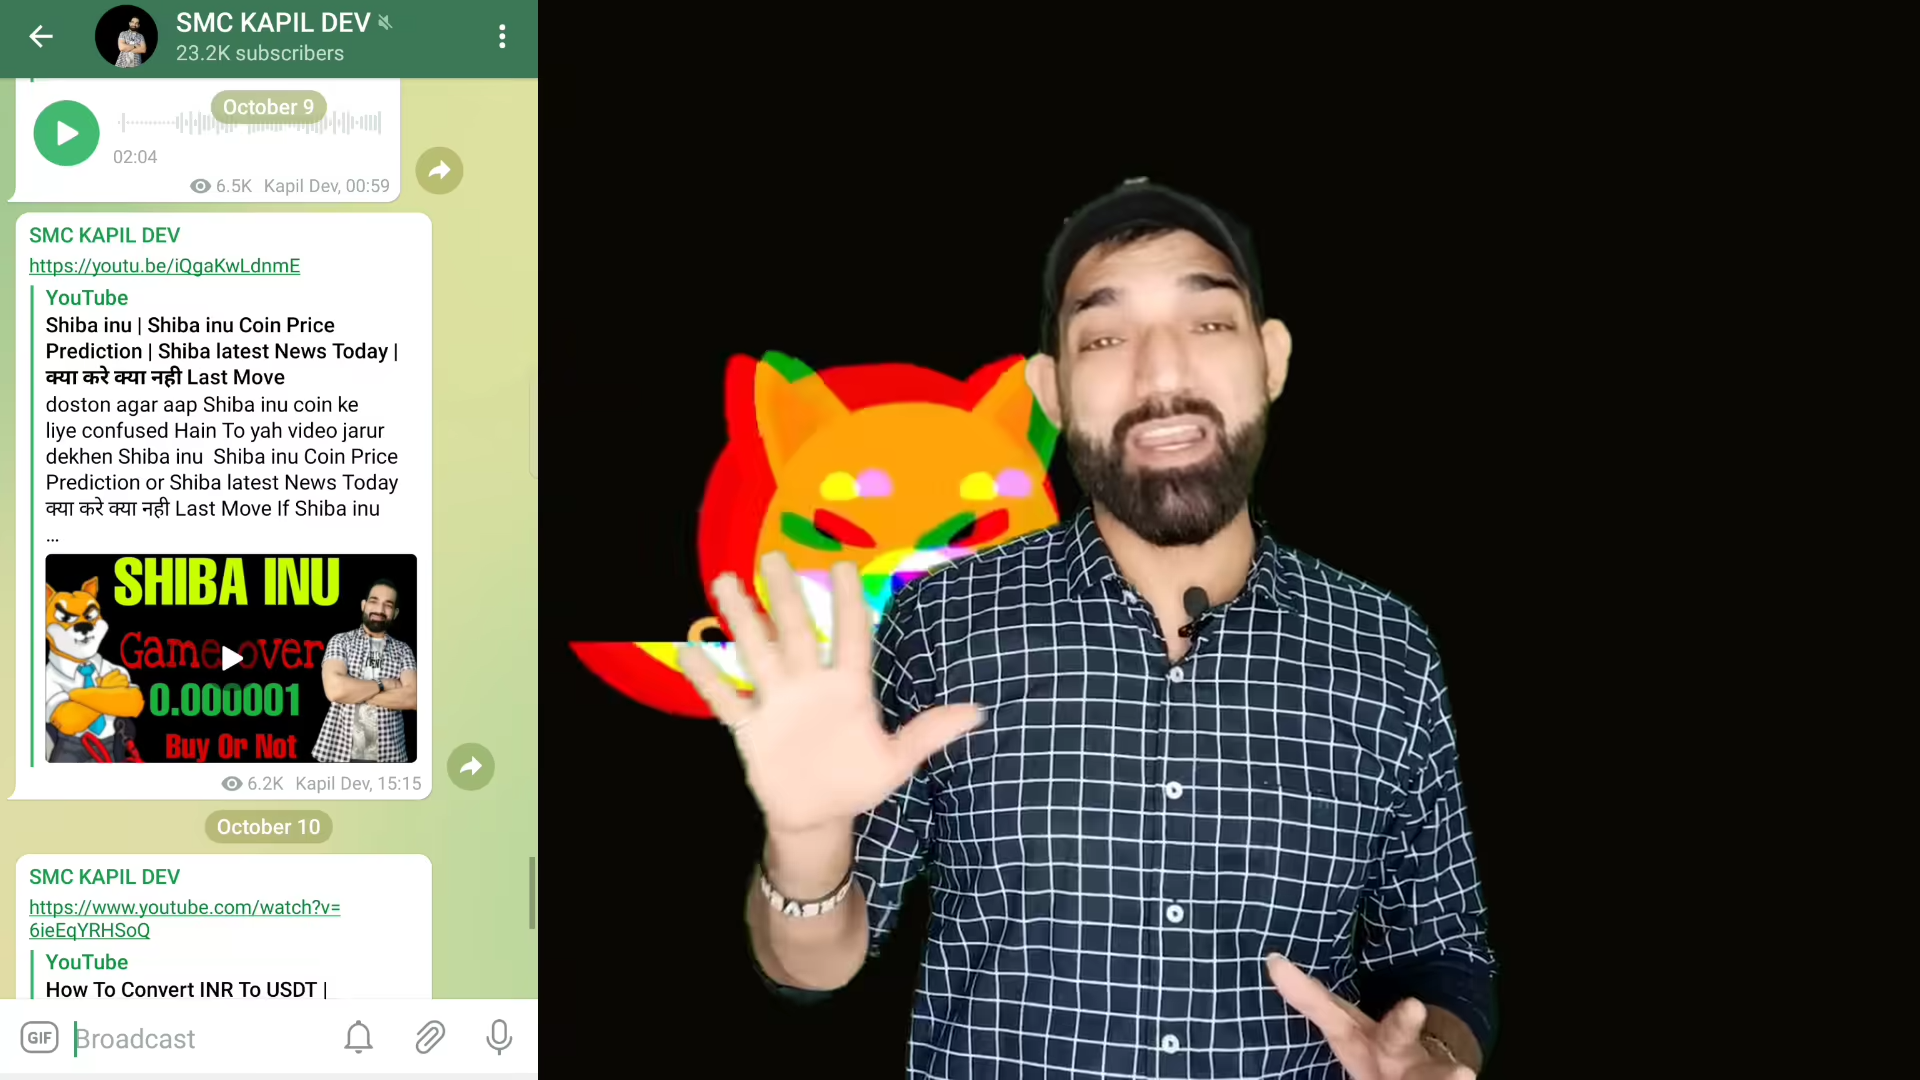 SMC KAPIL DEV
23.2K subscribers
October 9
02:04
6.5K Kapil Dev, 00:59
SMC KAPIL DEV
https://youtu.be/iQgaKwLdnmE
YouTube
Shiba inu | Shiba inu Coin Price
Prediction | Shiba latest News Today |
क्या करे क्या नही Last Move
doston agar aap Shiba inu coin ke
liye confused Hain To yah video jarur
dekhen Shiba inu Shiba inu Coin Price
Prediction or Shiba latest News Today
क्या करे क्या नही Last Move If Shiba inu
...
SHIBA INU
Game over
0.000001
Buy Or Not
6.2K Kapil Dev, 15:15
October 10
SMC KAPIL DEV
https://www.youtube.com/watch?v=
6ieEqYRHSoQ
YouTube
How To Convert INR To USDT |
GIF
Broadcast